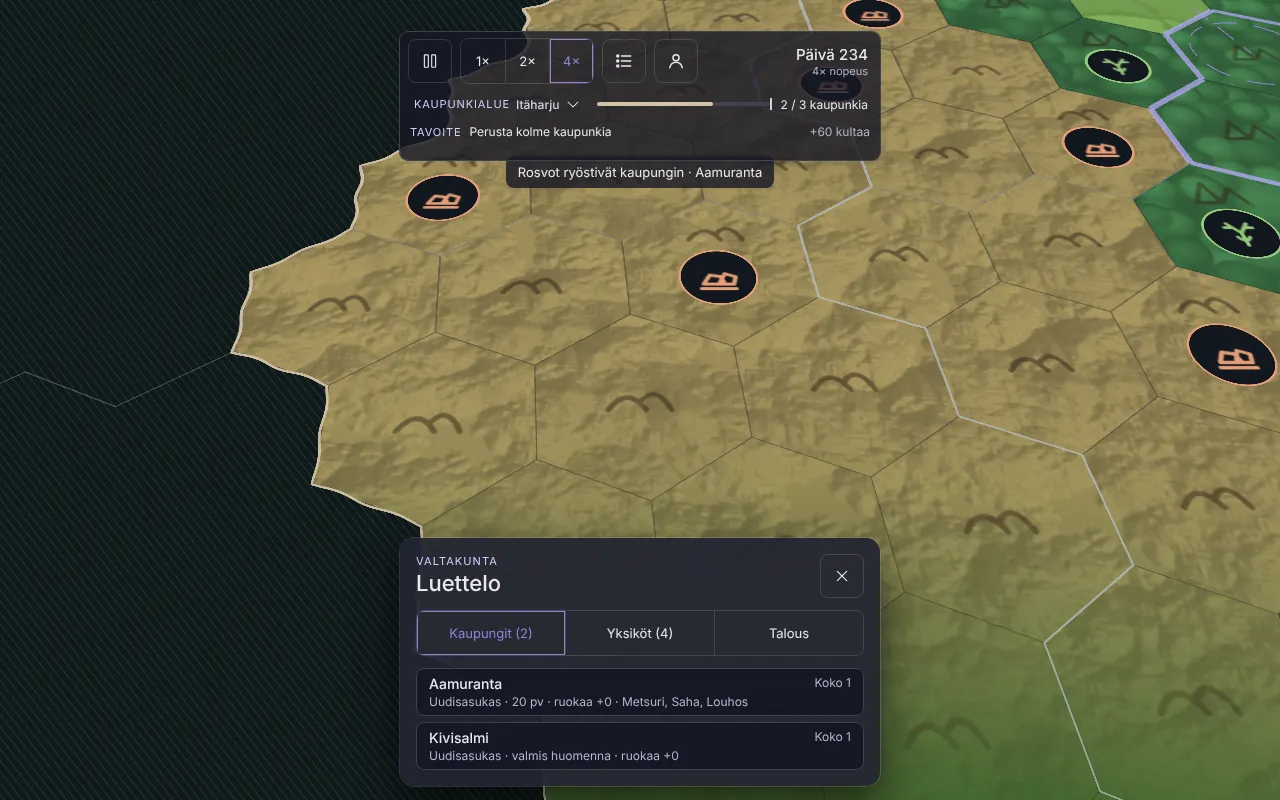 1× 2× 4×
Päivä 234
4× nopeus
KAUPUNKIALUE Itäharju 2 / 3 kaupunkia
TAVOITE Perusta kolme kaupunkia +60 kultaa
Rosvot ryöstivät kaupungin · Aamuranta
VALTAKUNTA
Luettelo
Kaupungit (2) Yksiköt (4) Talous
Aamuranta Koko 1
Uudisasukas · 20 pv · ruokaa +0 · Metsuri, Saha, Louhos
Kivisalmi Koko 1
Uudisasukas · valmis huomenna · ruokaa +0